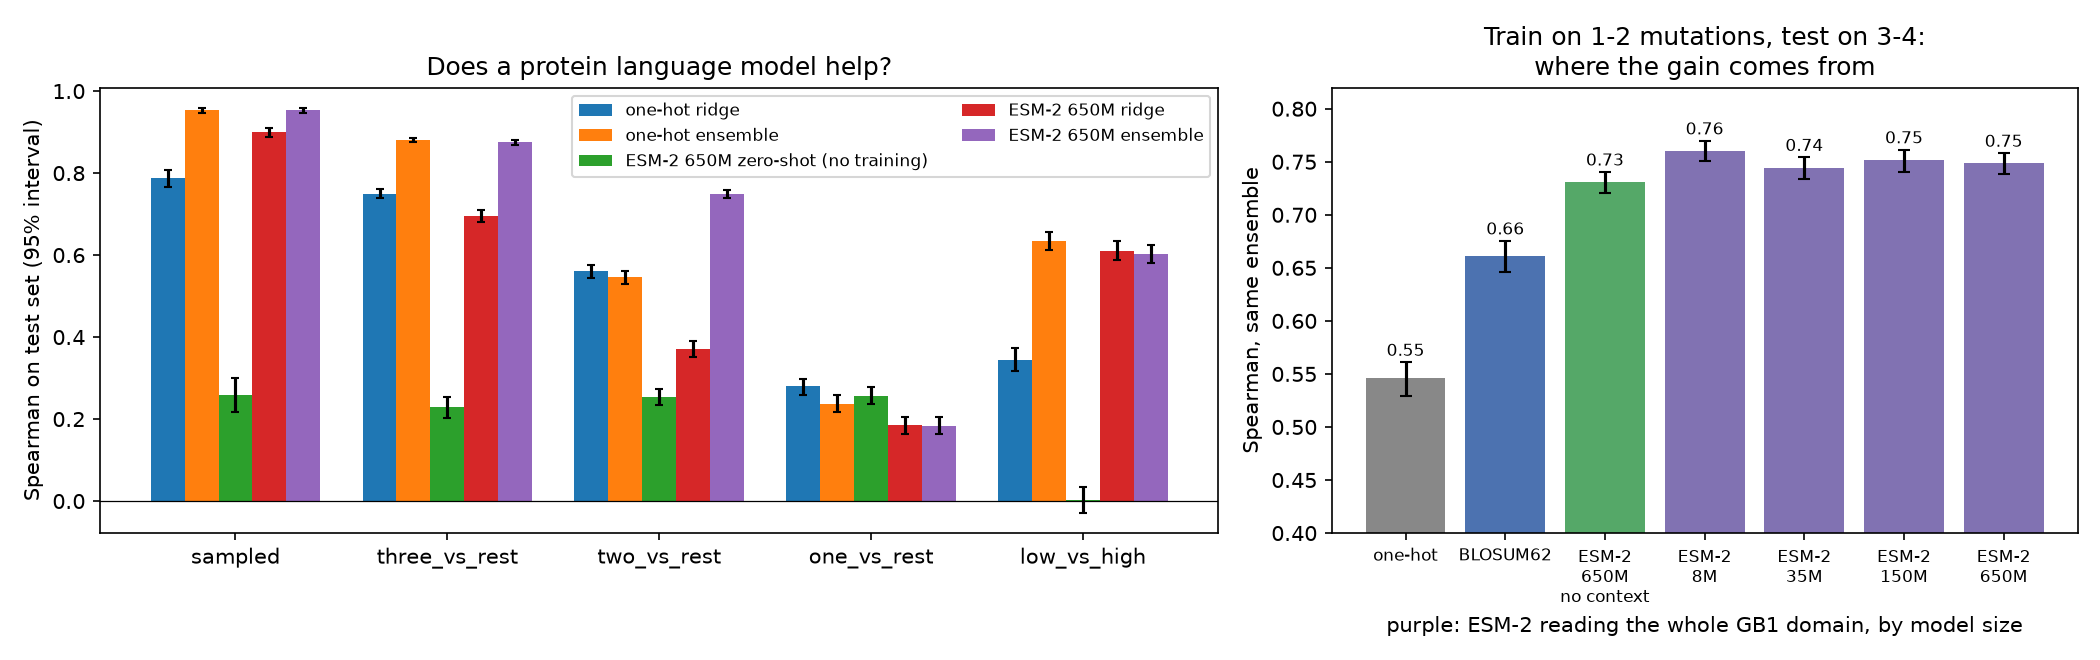 Does a protein language model help?
Spearman on test set (95% interval)
1.0
0.8
0.6
0.4
0.2
0.0
one-hot ridge
one-hot ensemble
ESM-2 650M zero-shot (no training)
ESM-2 650M ridge
ESM-2 650M ensemble
sampled
three_vs_rest
two_vs_rest
one_vs_rest
low_vs_high
Train on 1-2 mutations, test on 3-4:
where the gain comes from
Spearman, same ensemble
0.80
0.75
0.70
0.65
0.60
0.55
0.50
0.45
0.40
0.55
0.66
0.73
0.76
0.74
0.75
0.75
one-hot
BLOSUM62
ESM-2
650M
no context
ESM-2
8M
ESM-2
35M
ESM-2
150M
ESM-2
650M
purple: ESM-2 reading the whole GB1 domain, by model size